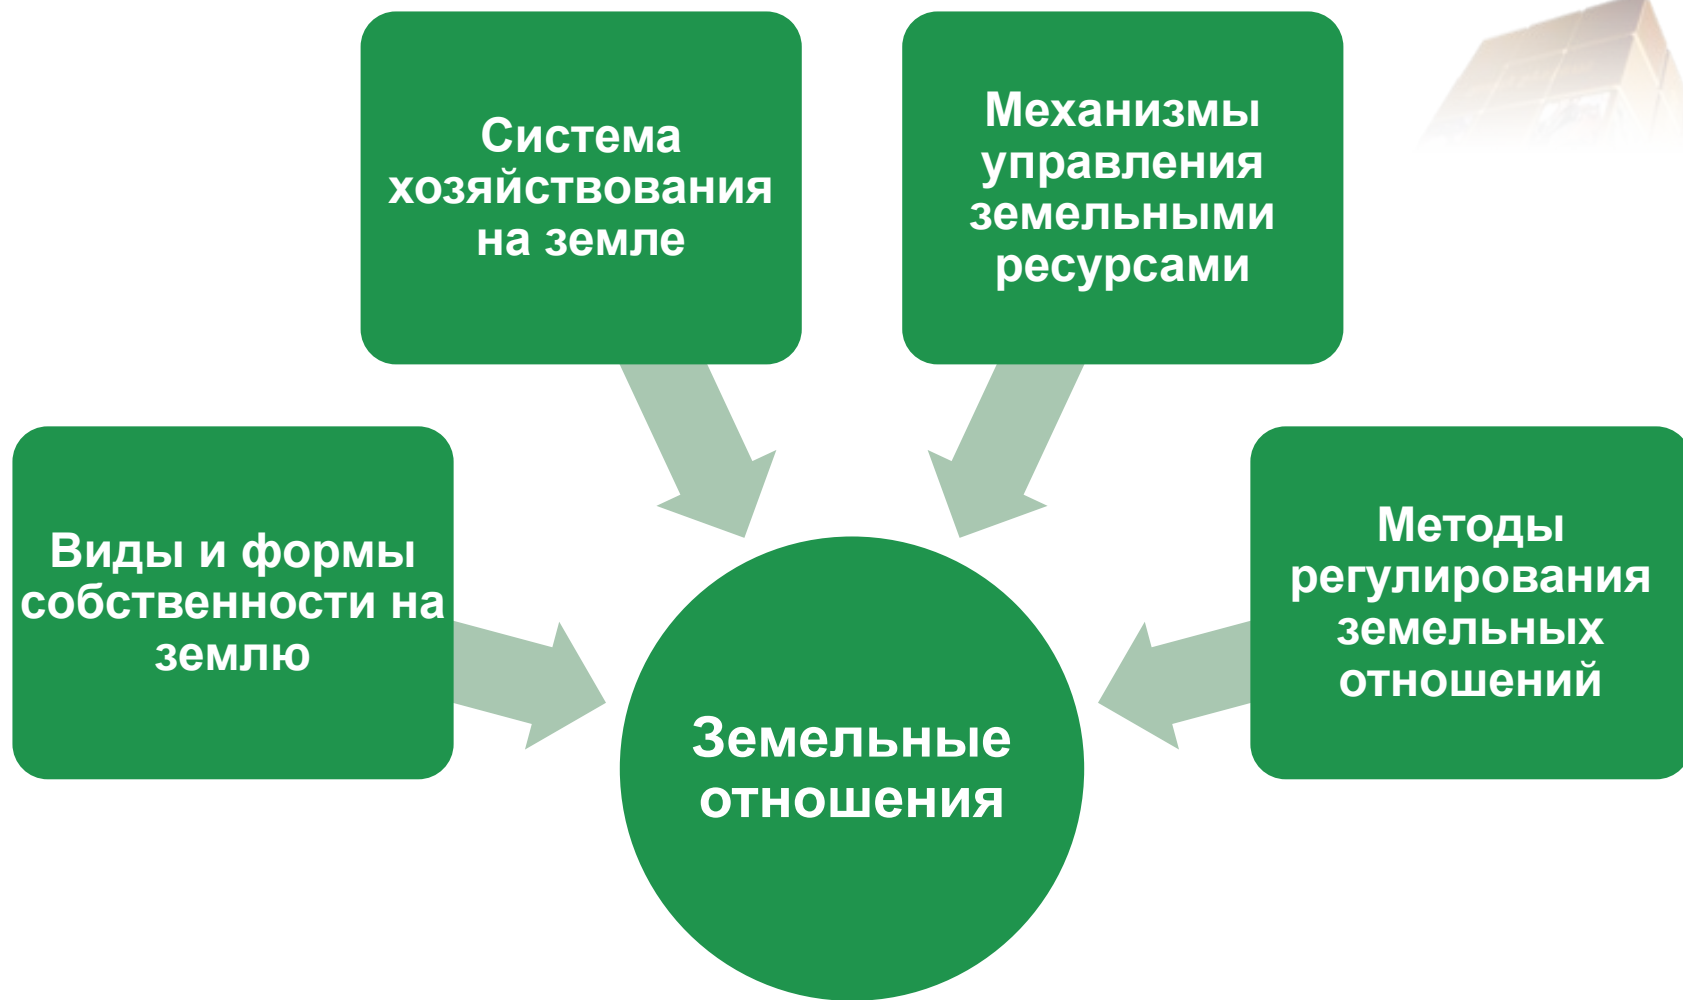 Система
хозяйствования
на земле
Механизмы
управления
земельными
ресурсами
Виды и формы
собственности на
землю
Методы
регулирования
земельных
отношений
Земельные
отношения